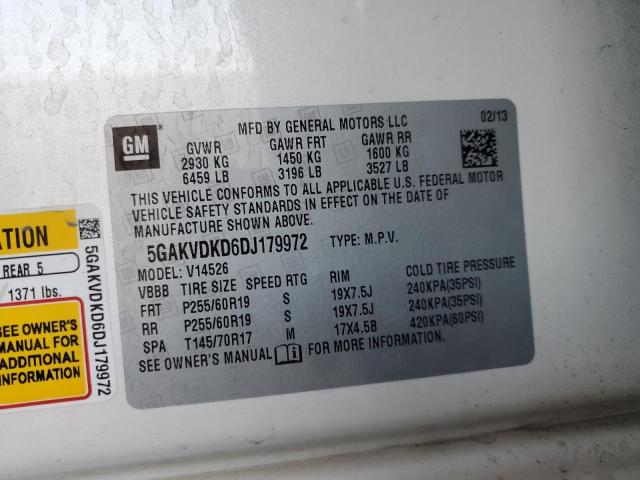 GM ®
MFD BY GENERAL MOTORS LLC 02/13
GVWR GAWR FRT GAWR RR
2930 KG 1450 KG 1600 KG
6459 LB 3196 LB 3527 LB
THIS VEHICLE CONFORMS TO ALL APPLICABLE U.S. FEDERAL MOTOR
VEHICLE SAFETY STANDARDS IN EFFECT ON THE DATE OF
MANUFACTURE SHOWN ABOVE.
5GAKVDKD6DJ179972 TYPE: M.P.V.
MODEL: V14526
VBBB TIRE SIZE SPEED RTG RIM COLD TIRE PRESSURE
FRT P255/60R19 S 19X7.5J 240KPA(35PSI)
RR P255/60R19 S 19X7.5J 240KPA(35PSI)
SPA T145/70R17 M 17X4.5B 420KPA(60PSI)
SEE OWNER'S MANUAL FOR MORE INFORMATION.
ATION
REAR 5
1371 lbs.
SEE OWNER'S
MANUAL FOR
ADDITIONAL
INFORMATION
5GAKVDKD6DJ179972